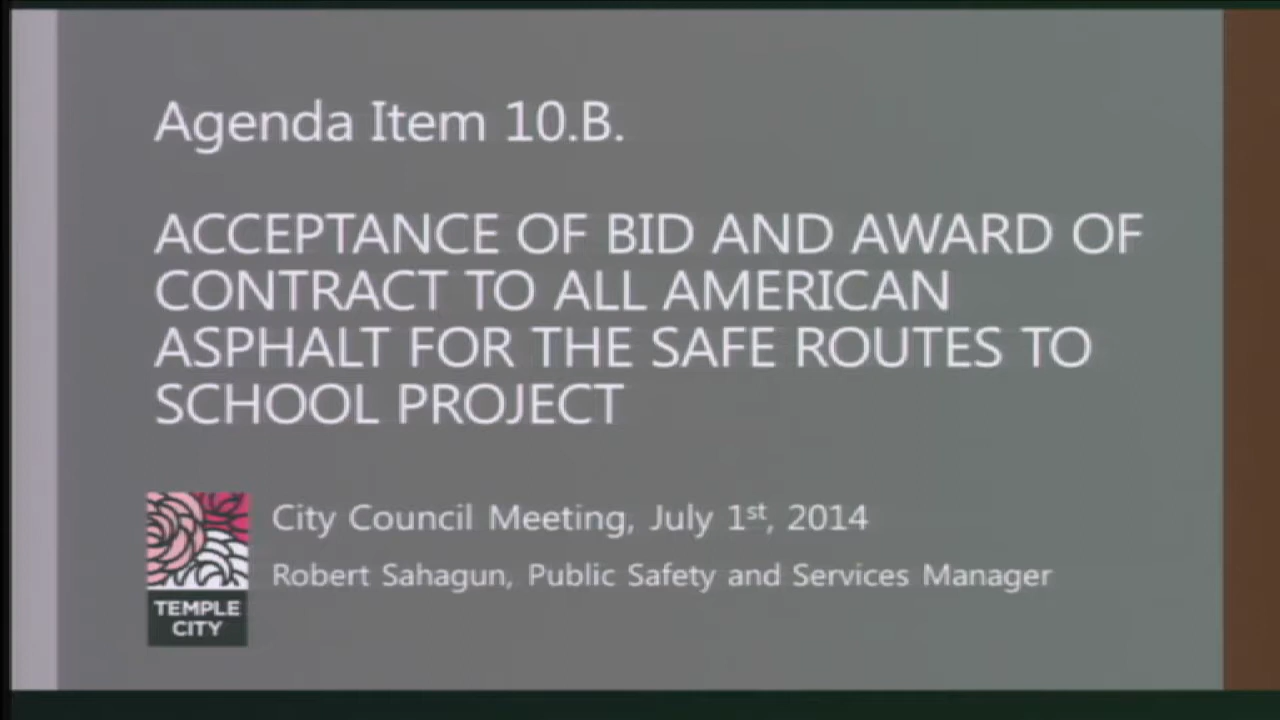 Agenda Item 10.B.
ACCEPTANCE OF BID AND AWARD OF
CONTRACT TO ALL AMERICAN
ASPHALT FOR THE SAFE ROUTES TO
SCHOOL PROJECT
City Council Meeting, July 1st, 2014
Robert Sahagun, Public Safety and Services Manager
TEMPLE
CITY